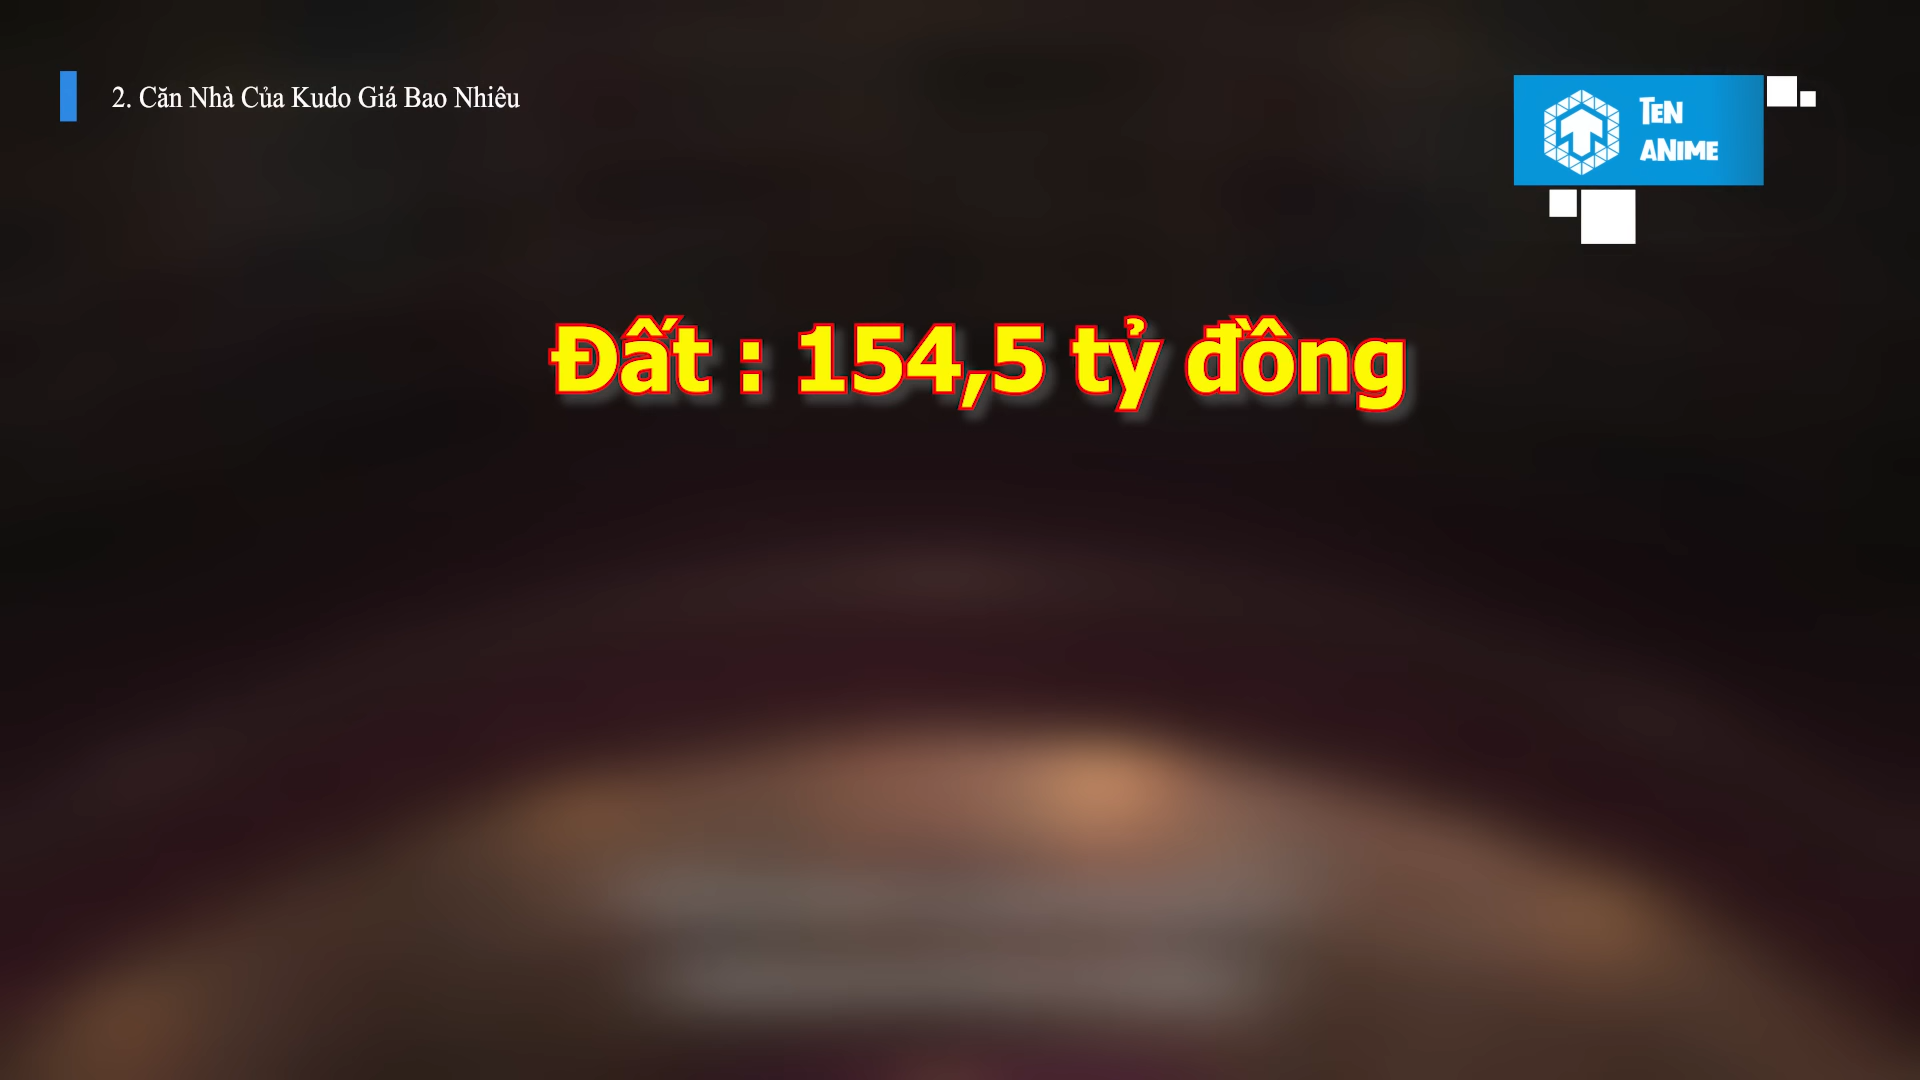 2. Căn Nhà Của Kudo Giá Bao Nhiêu
TEN
ANIME
Đất : 154,5 tỷ đồng